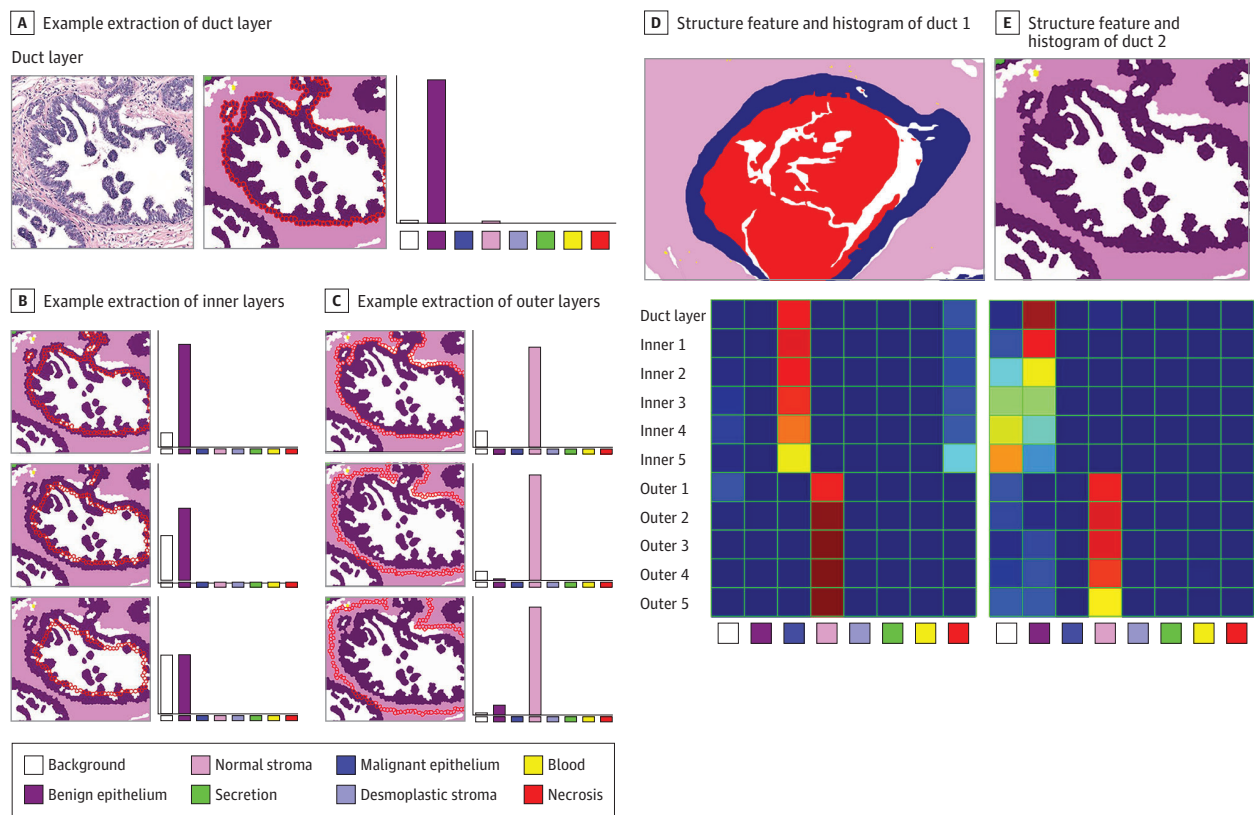 A Example extraction of duct layer
Duct layer
B Example extraction of inner layers
C Example extraction of outer layers
D Structure feature and histogram of duct 1
E Structure feature and
histogram of duct 2
Duct layer
Inner 1
Inner 2
Inner 3
Inner 4
Inner 5
Outer 1
Outer 2
Outer 3
Outer 4
Outer 5
Background
Normal stroma
Malignant epithelium
Blood
Benign epithelium
Secretion
Desmoplastic stroma
Necrosis